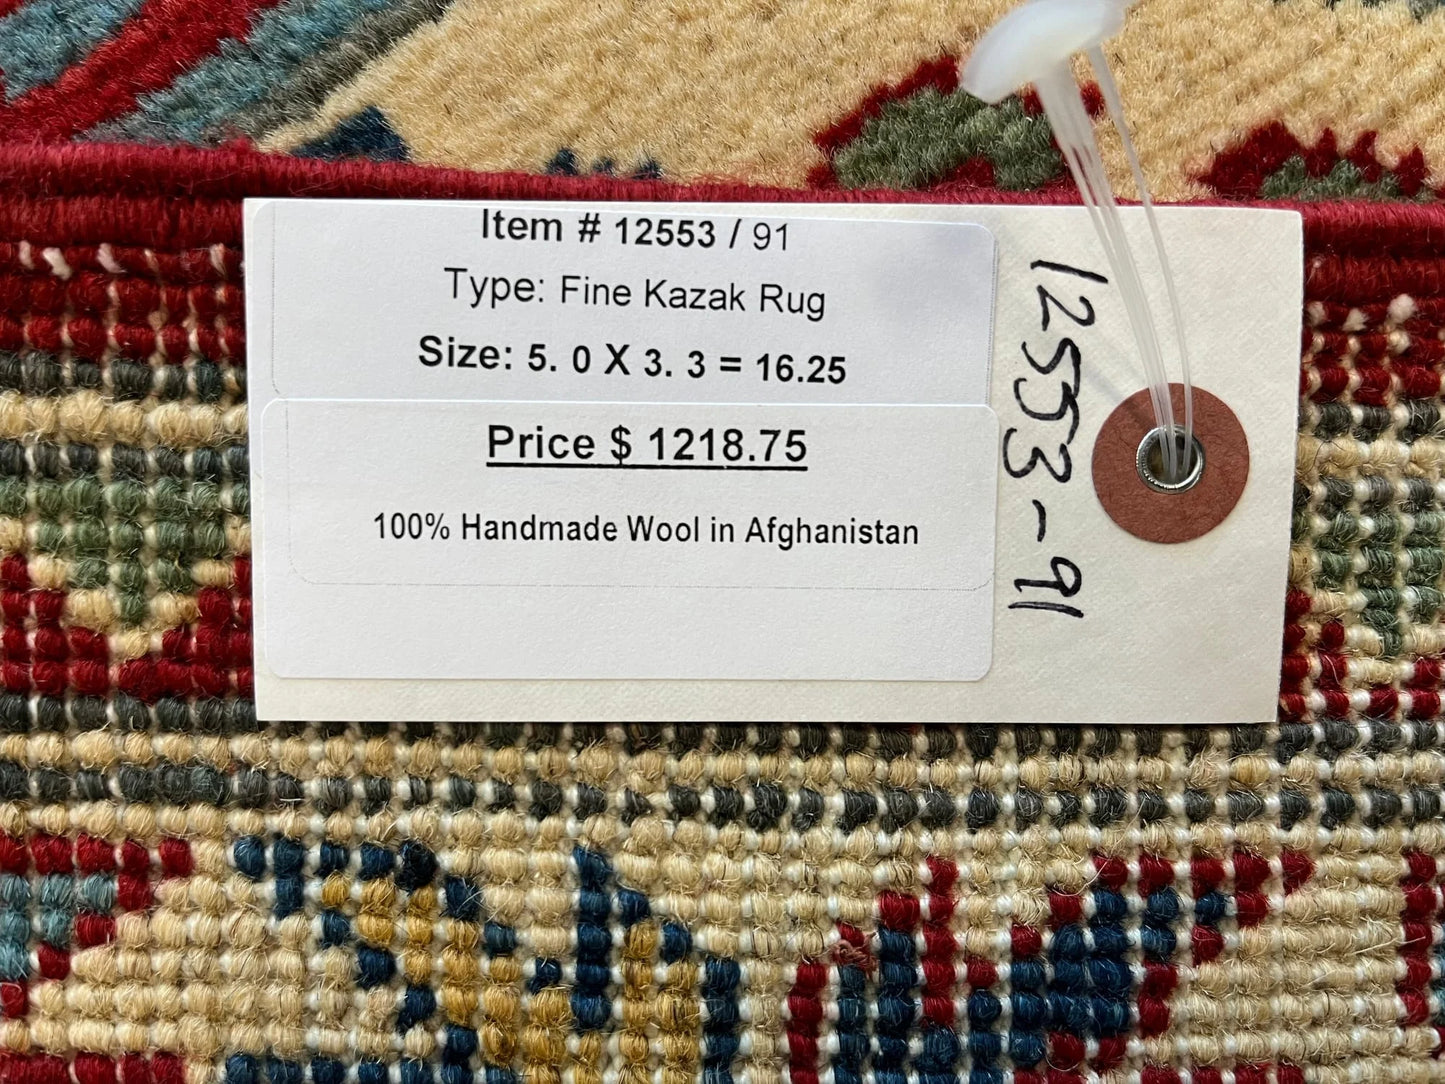 Item # 12553 / 91
Type: Fine Kazak Rug
Size: 5. 0 X 3. 3 = 16.25
Price $ 1218.75
100% Handmade Wool in Afghanistan
12553-91